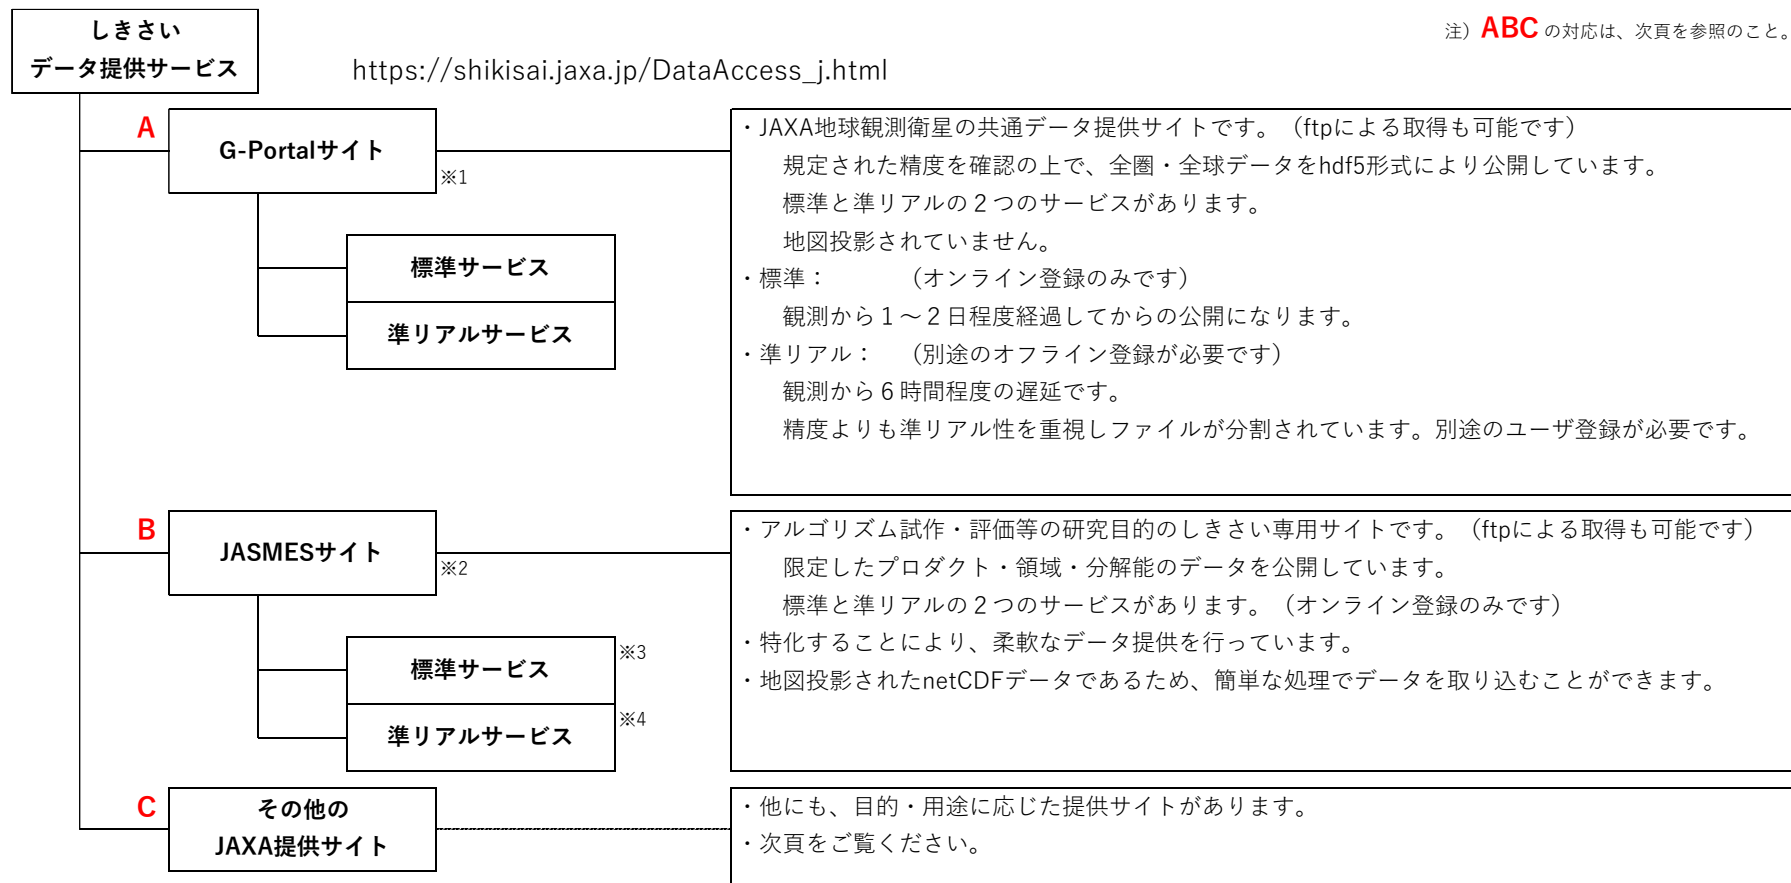 しきさい
データ提供サービス
注）ABC の対応は、次頁を参照のこと。
https://shikisai.jaxa.jp/DataAccess_j.html
A
G-Portalサイト
※1
標準サービス
準リアルサービス
・JAXA地球観測衛星の共通データ提供サイトです。（ftpによる取得も可能です）
規定された精度を確認の上で、全圏・全球データをhdf5形式により公開しています。
標準と準リアルの２つのサービスがあります。
地図投影されていません。
・標準：　　　（オンライン登録のみです）
観測から１～２日程度経過してからの公開になります。
・準リアル：　（別途のオフライン登録が必要です）
観測から６時間程度の遅延です。
精度よりも準リアル性を重視しファイルが分割されています。別途のユーザ登録が必要です。
B
JASMESサイト
※2
標準サービス
※3
準リアルサービス
※4
・アルゴリズム試作・評価等の研究目的のしきさい専用サイトです。（ftpによる取得も可能です）
限定したプロダクト・領域・分解能のデータを公開しています。
標準と準リアルの２つのサービスがあります。（オンライン登録のみです）
・特化することにより、柔軟なデータ提供を行っています。
・地図投影されたnetCDFデータであるため、簡単な処理でデータを取り込むことができます。
C
その他の
JAXA提供サイト
・他にも、目的・用途に応じた提供サイトがあります。
・次頁をご覧ください。